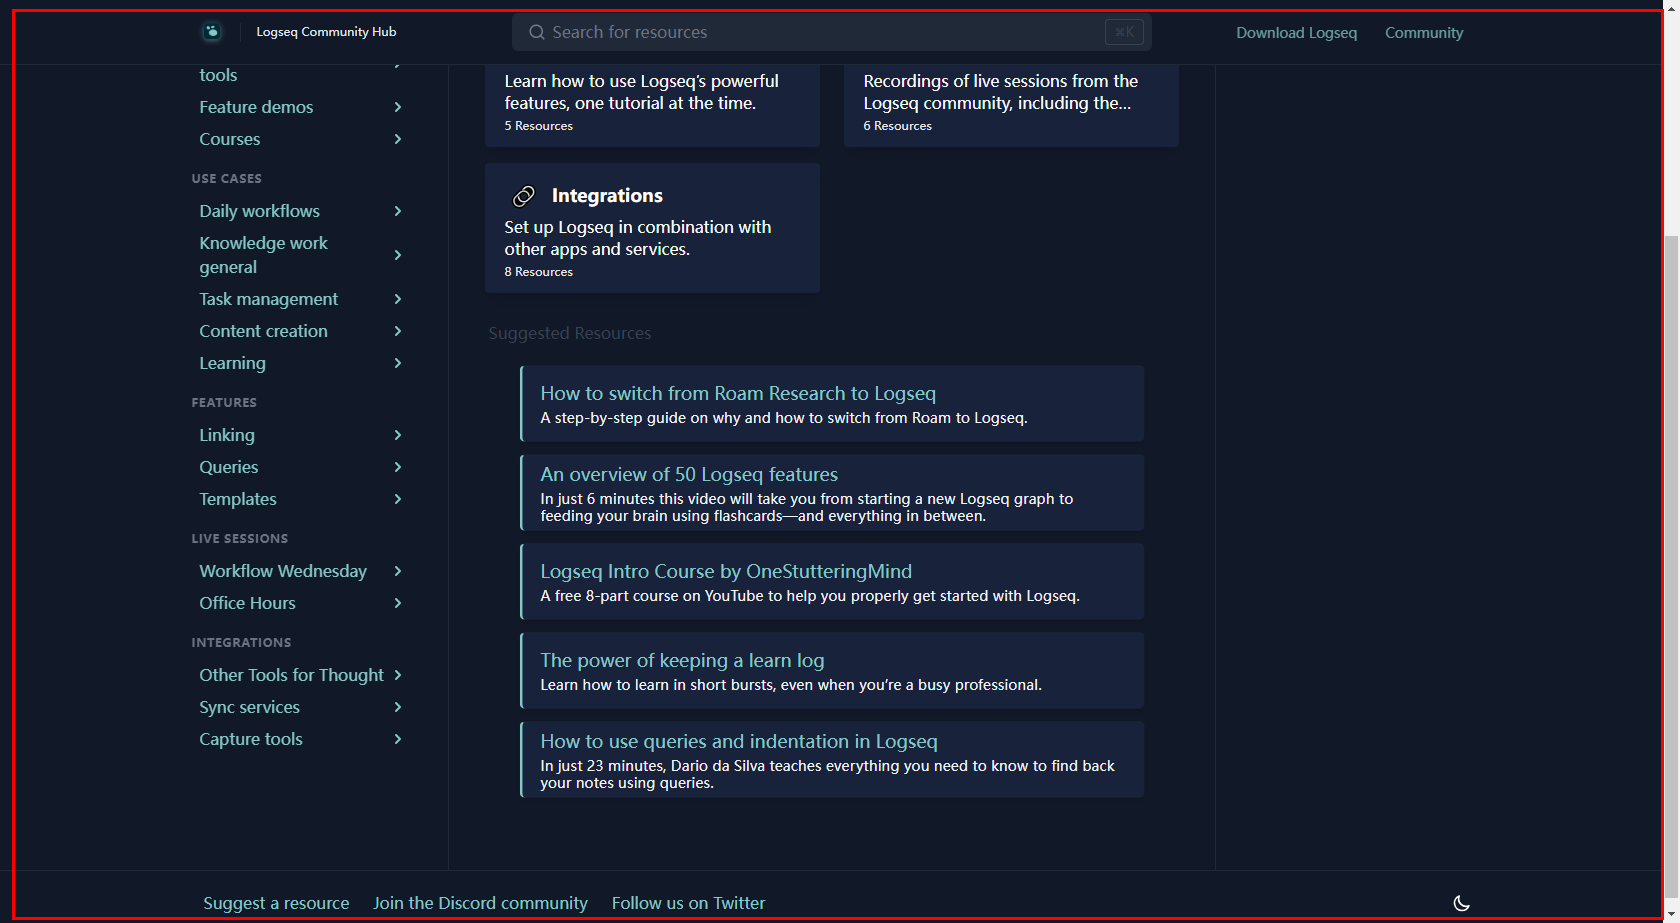 Logseq Community Hub
Search for resources
⌘K
Download Logseq
Community
tools
Feature demos
Courses
USE CASES
Daily workflows
Knowledge work
general
Task management
Content creation
Learning
FEATURES
Linking
Queries
Templates
LIVE SESSIONS
Workflow Wednesday
Office Hours
INTEGRATIONS
Other Tools for Thought
Sync services
Capture tools
Learn how to use Logseq’s powerful
features, one tutorial at the time.
5 Resources
Recordings of live sessions from the
Logseq community, including the...
6 Resources
Integrations
Set up Logseq in combination with
other apps and services.
8 Resources
Suggested Resources
How to switch from Roam Research to Logseq
A step-by-step guide on why and how to switch from Roam to Logseq.
An overview of 50 Logseq features
In just 6 minutes this video will take you from starting a new Logseq graph to
feeding your brain using flashcards—and everything in between.
Logseq Intro Course by OneStutteringMind
A free 8-part course on YouTube to help you properly get started with Logseq.
The power of keeping a learn log
Learn how to learn in short bursts, even when you’re a busy professional.
How to use queries and indentation in Logseq
In just 23 minutes, Dario da Silva teaches everything you need to know to find back
your notes using queries.
Suggest a resource
Join the Discord community
Follow us on Twitter